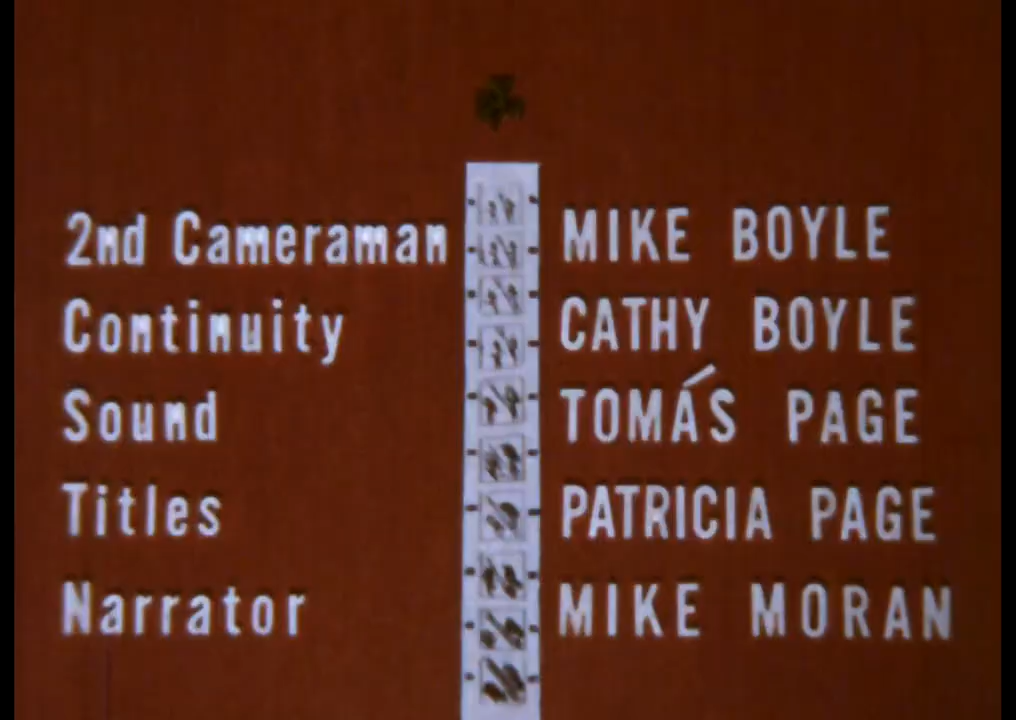 2nd Cameraman MIKE BOYLE
Continuity CATHY BOYLE
Sound TOMÁS PAGE
Titles PATRICIA PAGE
Narrator MIKE MORAN